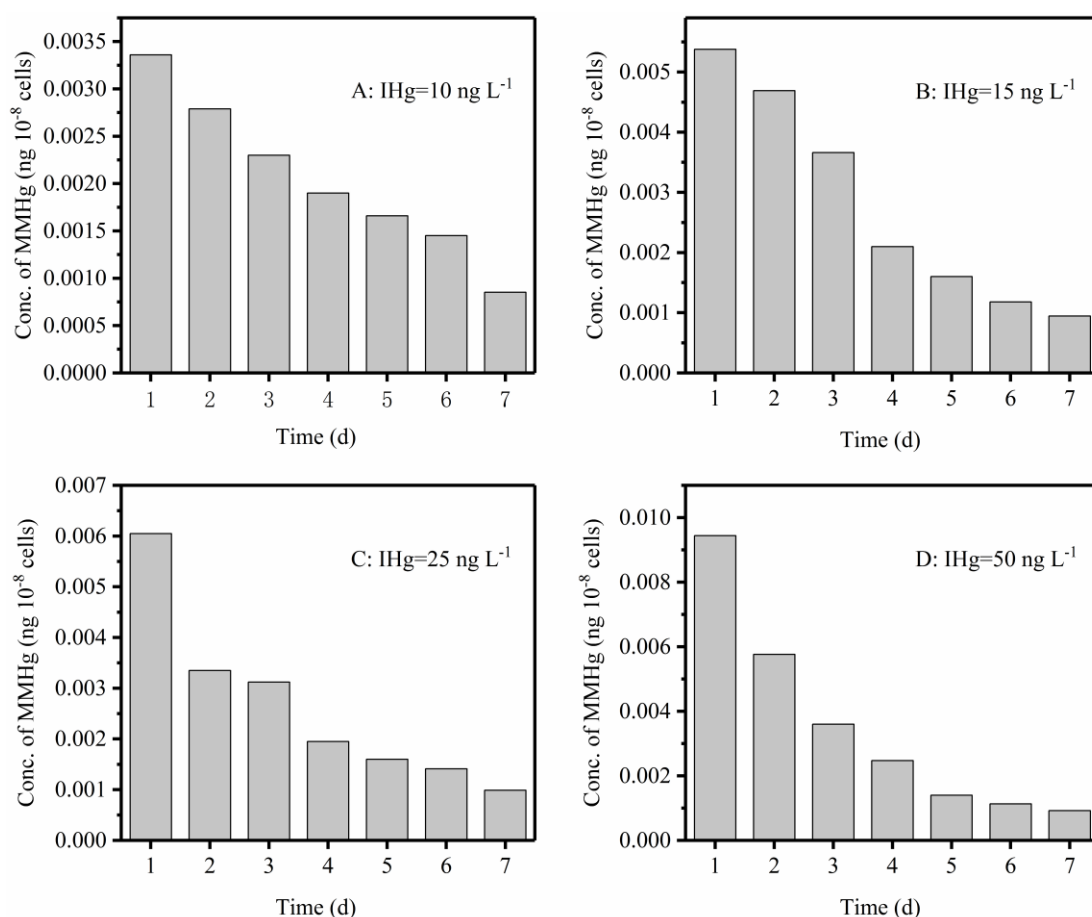 Conc. of MMHg (ng 10⁻⁸ cells)
0.0035
0.0030
0.0025
0.0020
0.0015
0.0010
0.0005
0.0000
A: IHg=10 ng L⁻¹
1 2 3 4 5 6 7
Time (d)
Conc. of MMHg (ng 10⁻⁸ cells)
0.005
0.004
0.003
0.002
0.001
0.000
B: IHg=15 ng L⁻¹
1 2 3 4 5 6 7
Time (d)
Conc. of MMHg (ng 10⁻⁸ cells)
0.007
0.006
0.005
0.004
0.003
0.002
0.001
0.000
C: IHg=25 ng L⁻¹
1 2 3 4 5 6 7
Time (d)
Conc. of MMHg (ng 10⁻⁸ cells)
0.010
0.008
0.006
0.004
0.002
0.000
D: IHg=50 ng L⁻¹
1 2 3 4 5 6 7
Time (d)